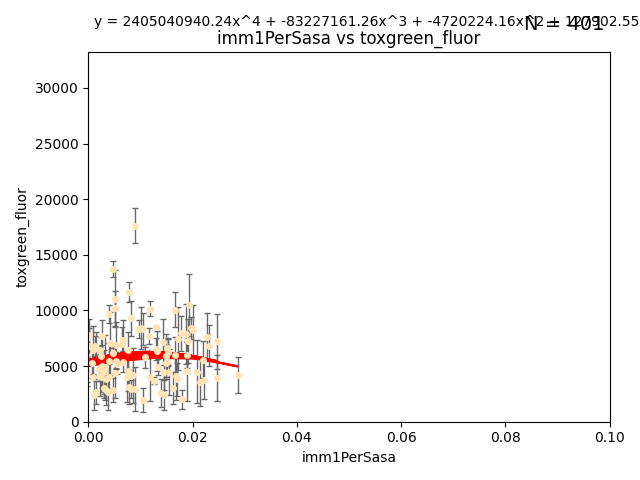 y = 2405040940.24x^4 + -83227161.26x^3 + -4720224.16x^2 + 127902.55
N = 401
imm1PerSasa vs toxgreen_fluor
30000
25000
20000
15000
10000
5000
0
toxgreen_fluor
0.00 0.02 0.04 0.06 0.08 0.10
imm1PerSasa